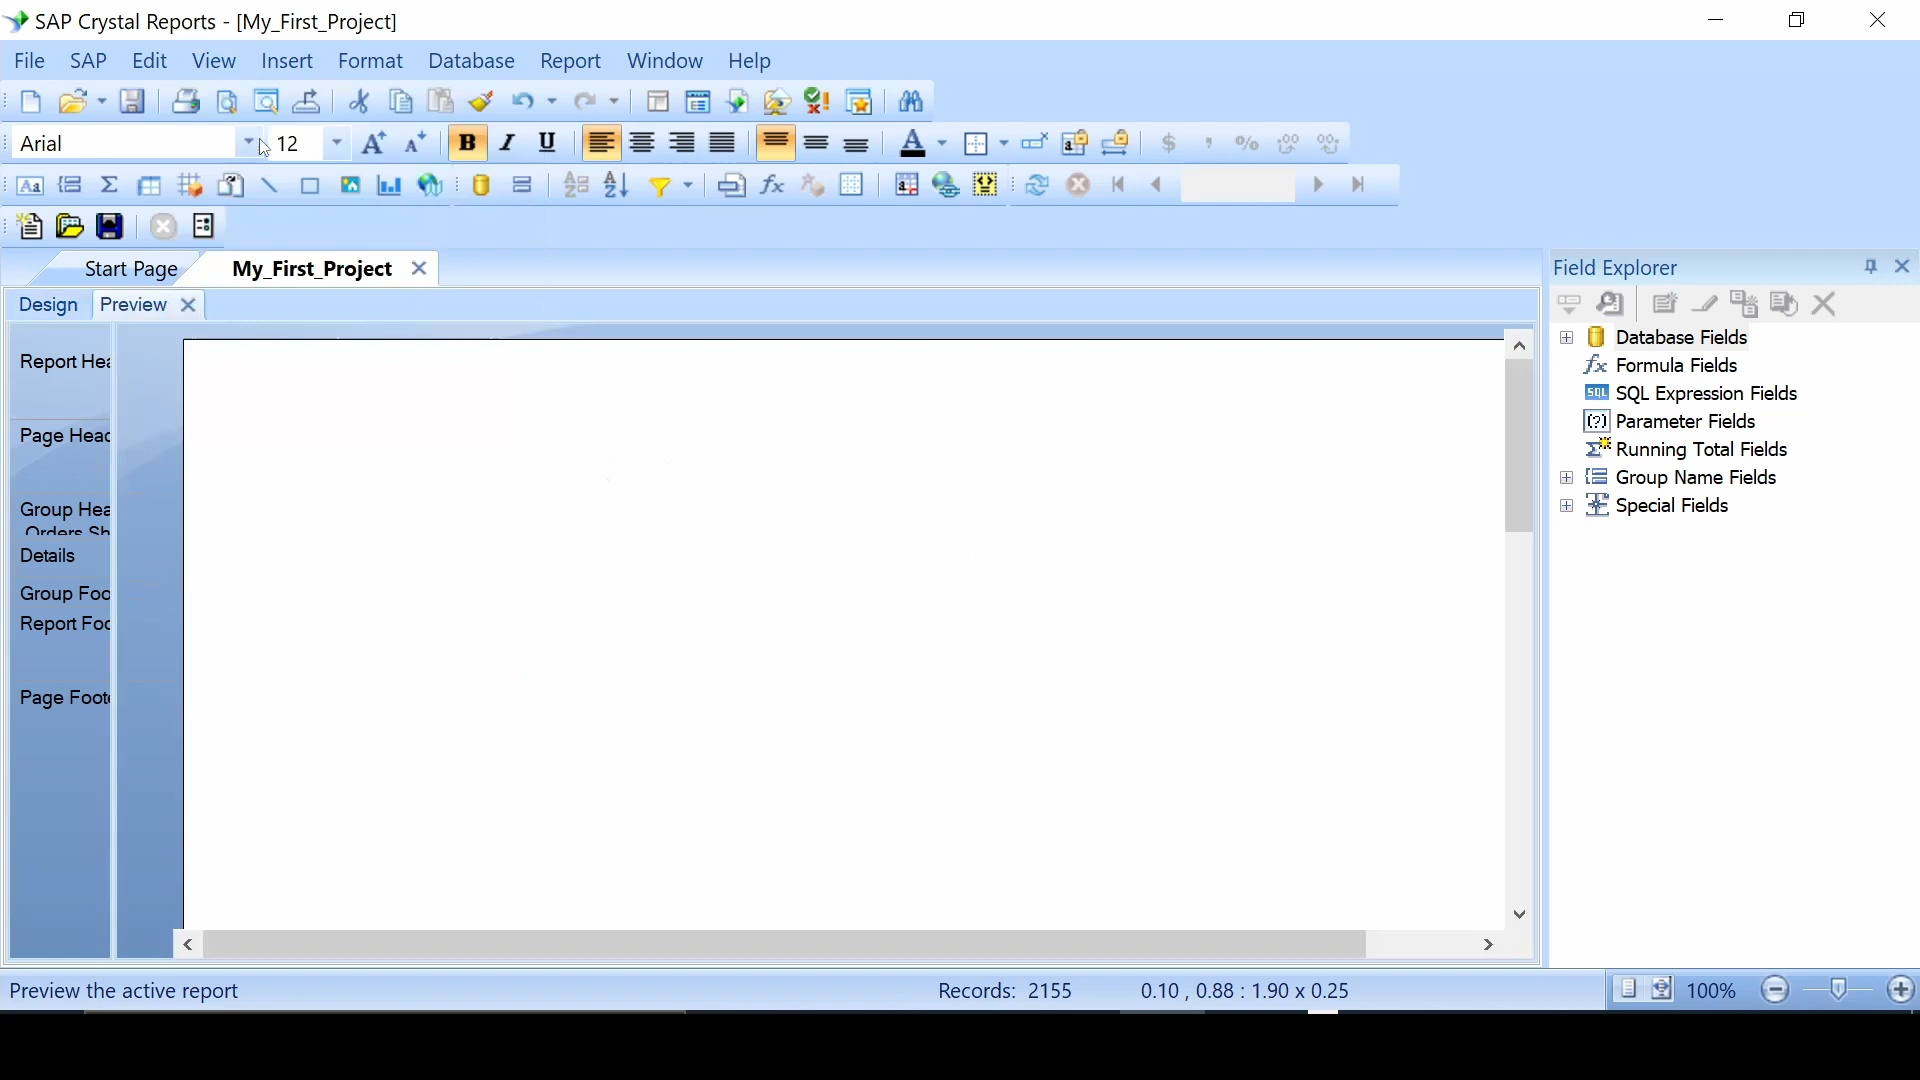 SAP Crystal Reports - [My_First_Project]
File SAP Edit View Insert Format Database Report Window Help
Arial 12
Start Page My_First_Project
Design Preview
Report Hea
Page Head
Group Hea
Orders Sh
Details
Group Foo
Report Foo
Page Foote
Field Explorer
Database Fields
Formula Fields
SQL Expression Fields
Parameter Fields
Running Total Fields
Group Name Fields
Special Fields
Preview the active report Records: 2155 0.10 , 0.88 : 1.90 x 0.25 100%